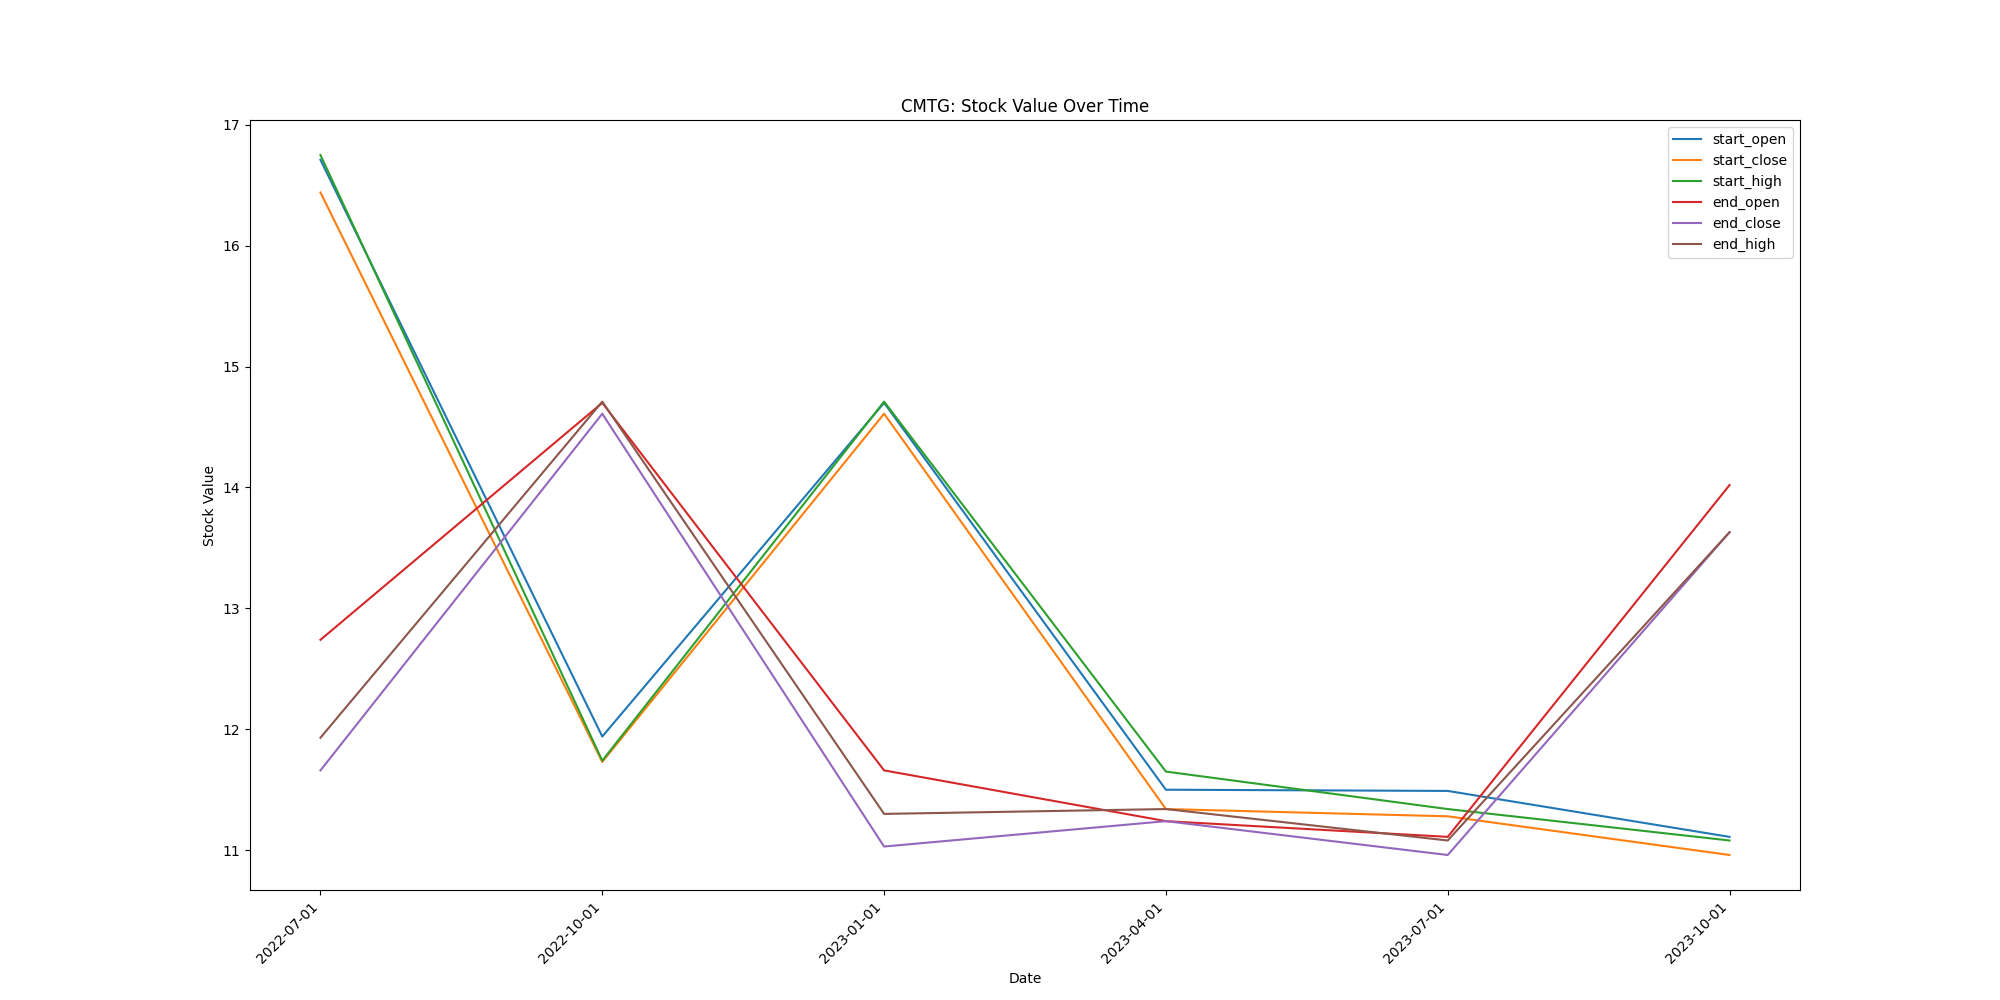 CMTG: Stock Value Over Time
17
16
15
14
13
12
11
Stock Value
start_open
start_close
start_high
end_open
end_close
end_high
2022-07-01
2022-10-01
2023-01-01
2023-04-01
2023-07-01
2023-10-01
Date